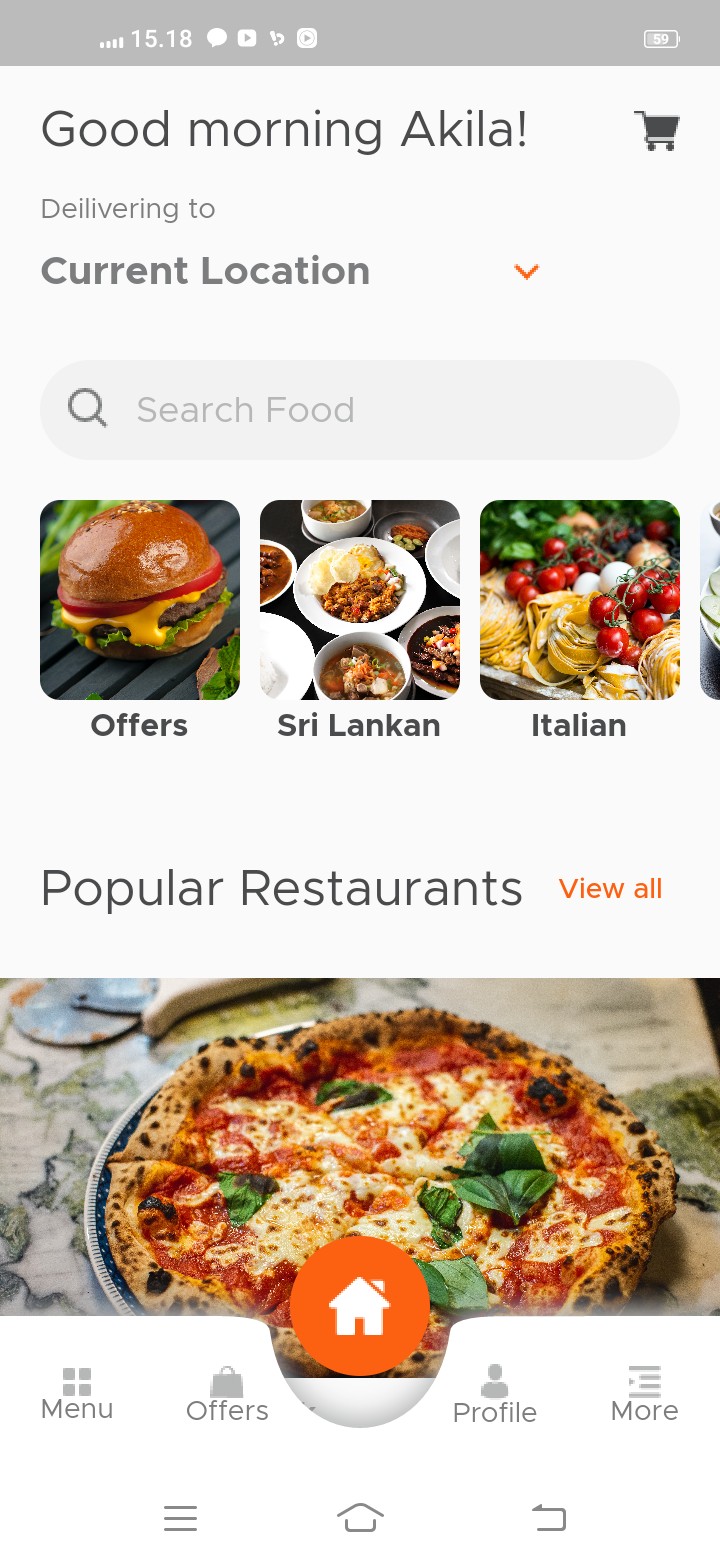 15.18
59
Good morning Akila!
Deilivering to
Current Location
Search Food
Offers
Sri Lankan
Italian
Popular Restaurants
View all
Menu
Offers
Profile
More